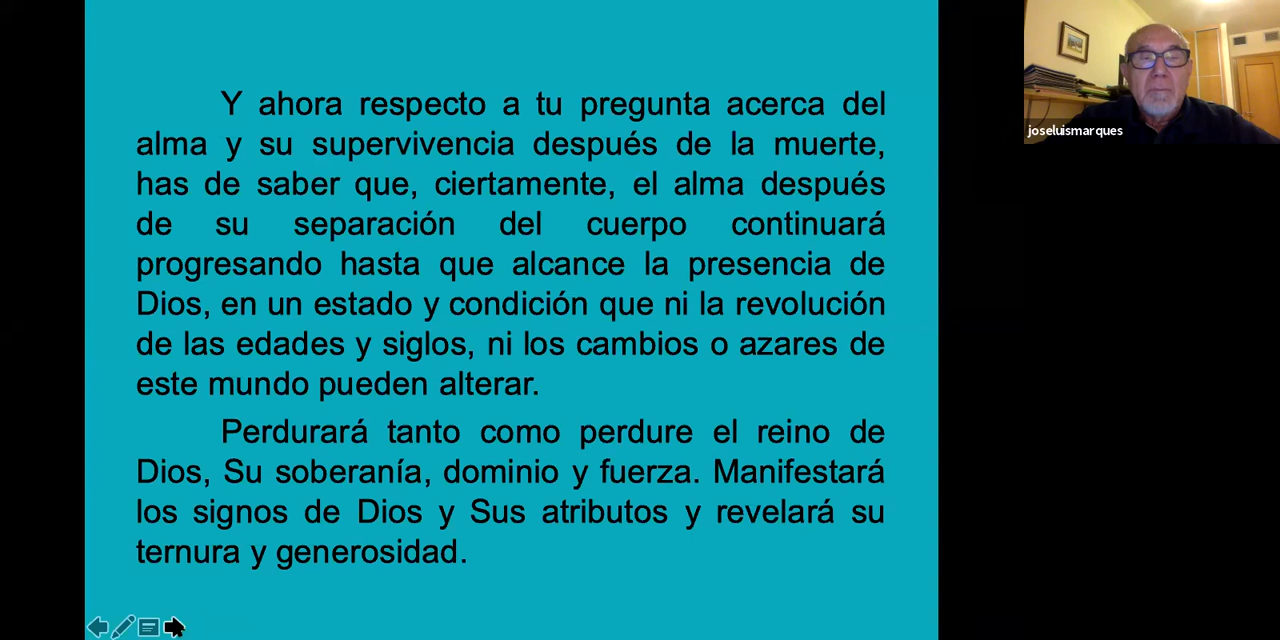 Y ahora respecto a tu pregunta acerca del
alma y su supervivencia después de la muerte,
has de saber que, ciertamente, el alma después
de su separación del cuerpo continuará
progresando hasta que alcance la presencia de
Dios, en un estado y condición que ni la revolución
de las edades y siglos, ni los cambios o azares de
este mundo pueden alterar.
Perdurará tanto como perdure el reino de
Dios, Su soberanía, dominio y fuerza. Manifestará
los signos de Dios y Sus atributos y revelará su
ternura y generosidad.
joseluismarques